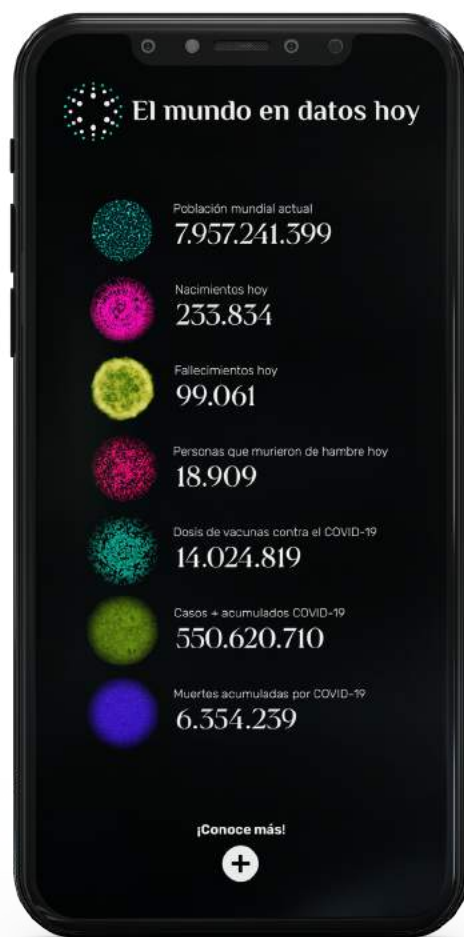 El mundo en datos hoy
Población mundial actual
7.957.241.399
Nacimientos hoy
233.834
Fallecimientos hoy
99.061
Personas que murieron de hambre hoy
18.909
Dosis de vacunas contra el COVID-19
14.024.819
Casos + acumulados COVID-19
550.620.710
Muertes acumuladas por COVID-19
6.354.239
¡Conoce más!
+